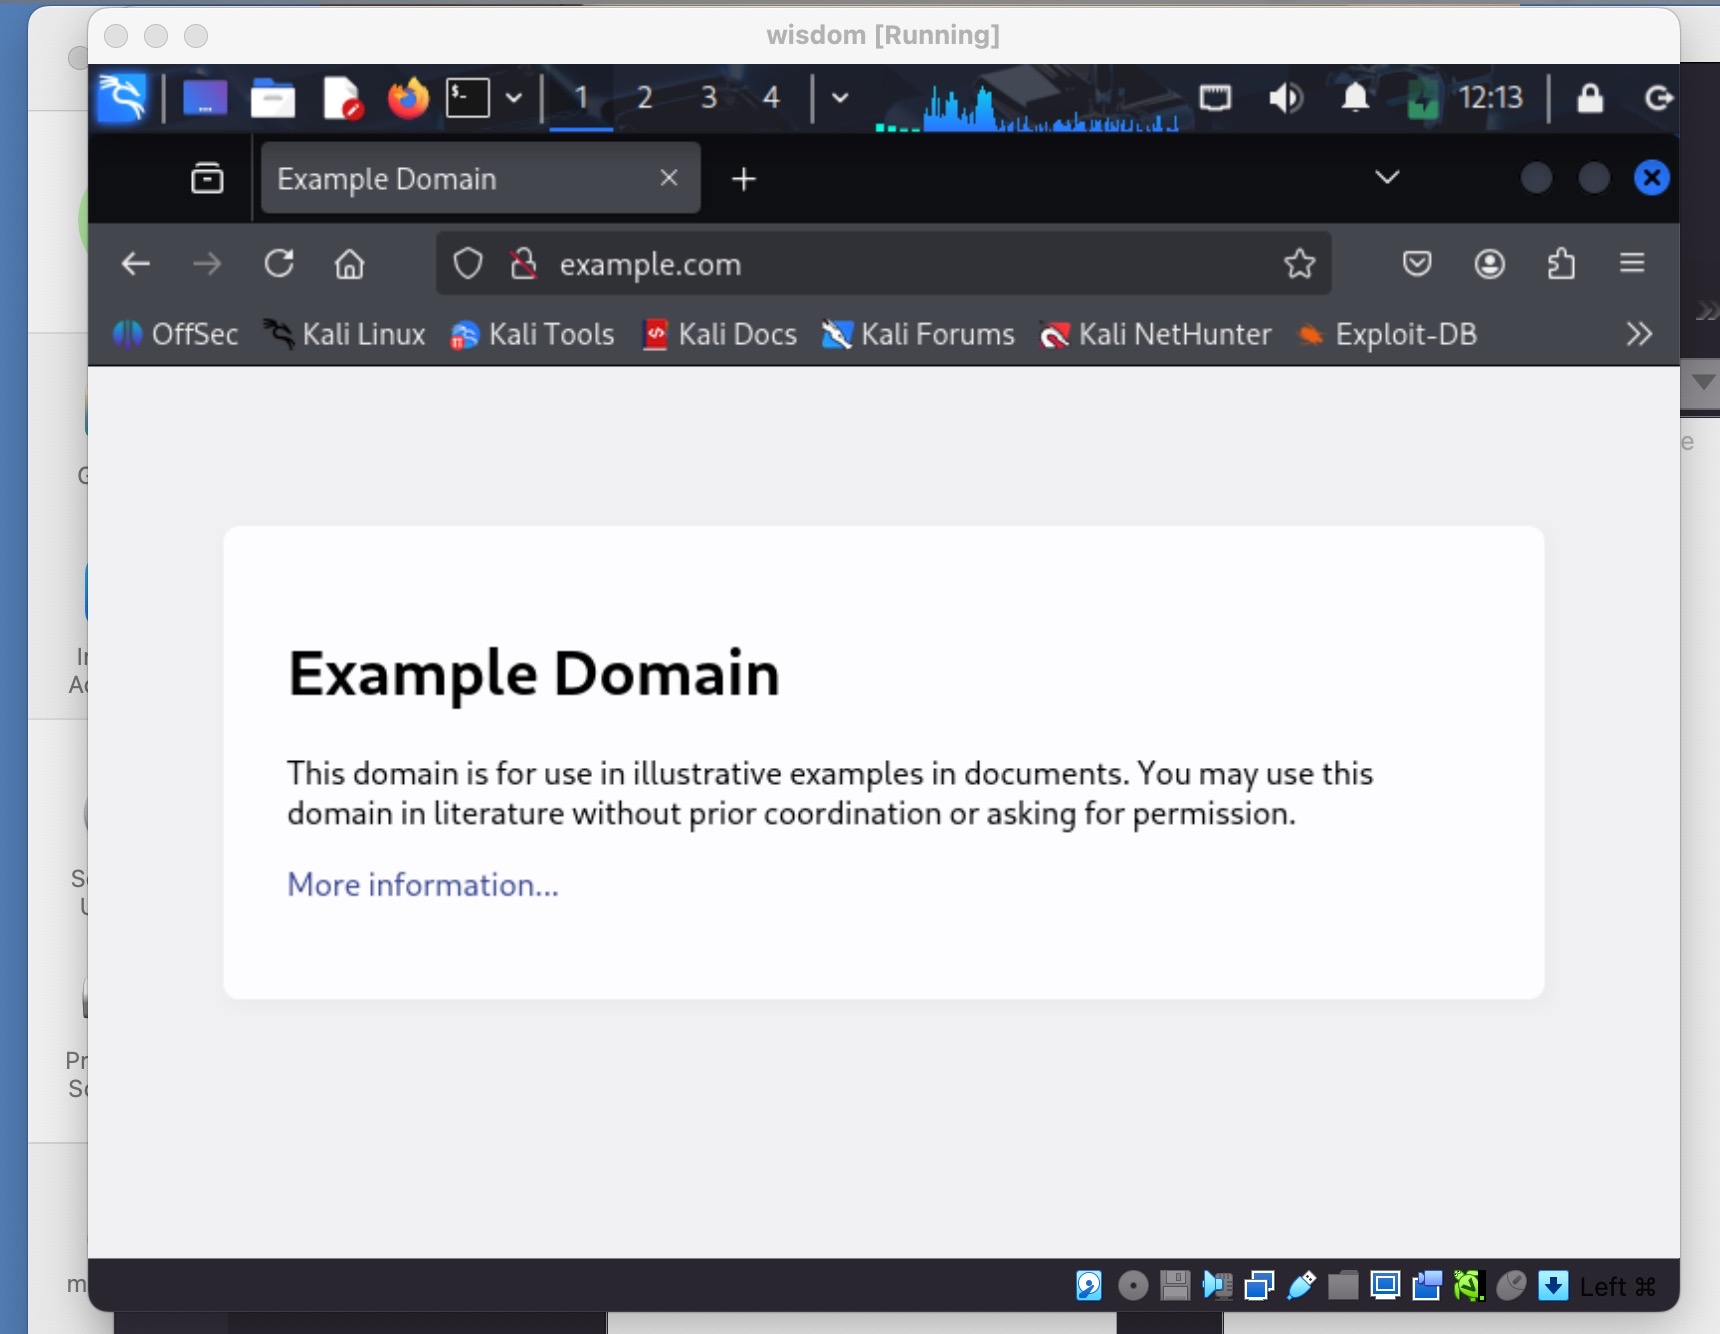 wisdom [Running]
1 2 3 4 12:13
Example Domain
example.com
OffSec Kali Linux Kali Tools Kali Docs Kali Forums Kali NetHunter Exploit-DB
Example Domain
This domain is for use in illustrative examples in documents. You may use this
domain in literature without prior coordination or asking for permission.
More information...
Left ⌘